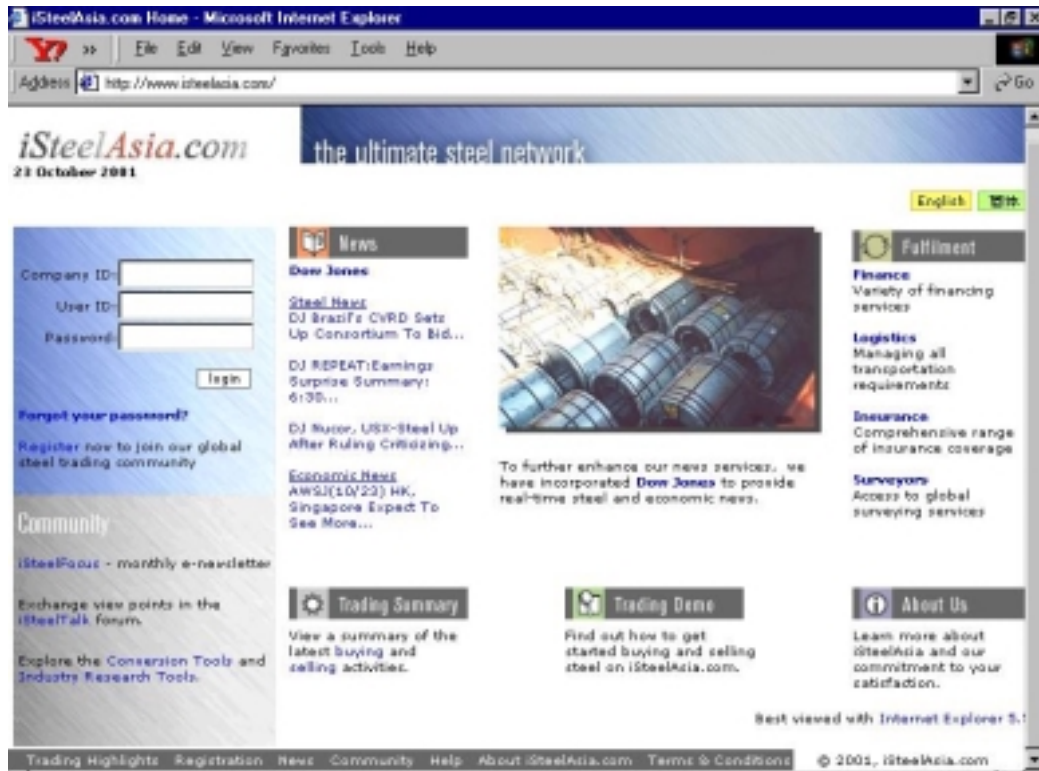 iSteelAsia.com Home - Microsoft Internet Explorer
File Edit View Favorites Tools Help
Address http://www.isteelasia.com/ Go
iSteelAsia.com
the ultimate steel network
23 October 2001
English 简体
Company ID:
User ID:
Password:
login
Forgot your password?
Register now to join our global
steel trading community
Community
iSteelFocus - monthly e-newsletter
Exchange view points in the
iSteelTalk forum.
Explore the Conversion Tools and
Industry Research Tools.
News
Dow Jones
Steel News
DJ Brazil's CVRD Sets
Up Consortium To Bid...
DJ REPEAT:Earnings
Surprise Summary:
6:30...
DJ Nucor, USX-Steel Up
After Ruling Criticizing...
Economic News
AWSJ(10/23) HK,
Singapore Expect To
See More...
To further enhance our news services, we
have incorporated Dow Jones to provide
real-time steel and economic news.
Fulfilment
Finance
Variety of financing
services
Logistics
Managing all
transportation
requirements
Insurance
Comprehensive range
of insurance coverage
Surveyors
Access to global
surveying services
Trading Summary
View a summary of the
latest buying and
selling activities.
Trading Demo
Find out how to get
started buying and selling
steel on iSteelAsia.com.
About Us
Learn more about
iSteelAsia and our
commitment to your
satisfaction.
Best viewed with Internet Explorer 5.
Trading Highlights Registration News Community Help About iSteelAsia.com Terms & Conditions © 2001, iSteelAsia.com